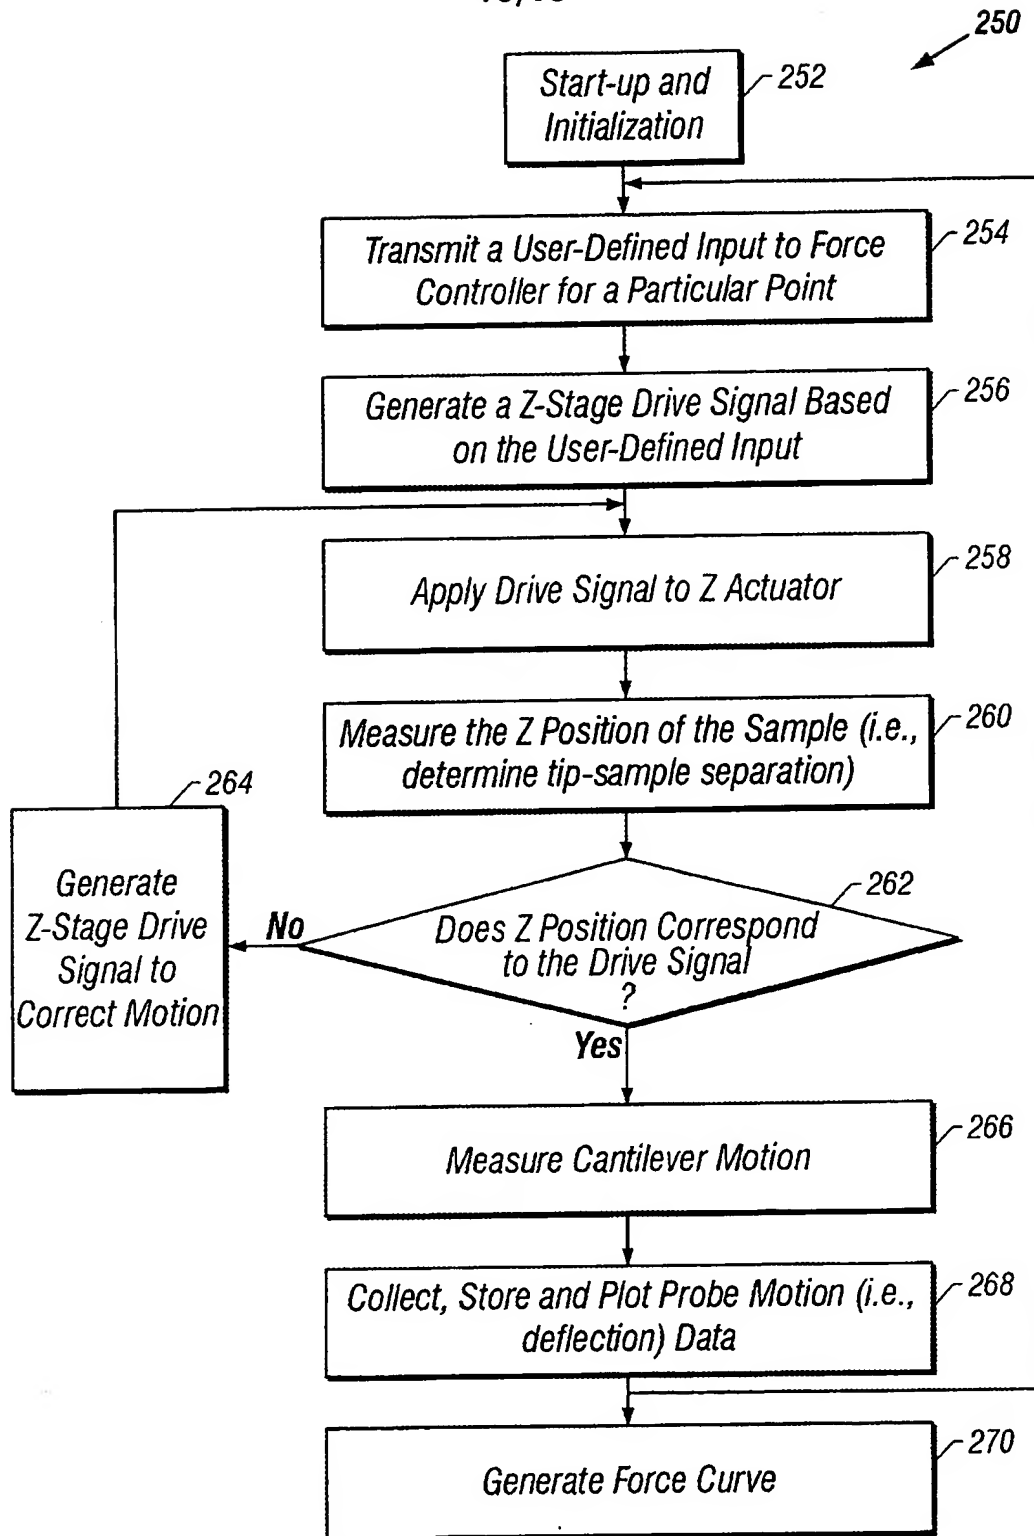 250
Start-up and
Initialization
252
Transmit a User-Defined Input to Force
Controller for a Particular Point
254
Generate a Z-Stage Drive Signal Based
on the User-Defined Input
256
Apply Drive Signal to Z Actuator
258
Measure the Z Position of the Sample (i.e.,
determine tip-sample separation)
260
264
Generate
Z-Stage Drive
Signal to
Correct Motion
No
262
Does Z Position Correspond
to the Drive Signal
?
Yes
Measure Cantilever Motion
266
Collect, Store and Plot Probe Motion (i.e.,
deflection) Data
268
Generate Force Curve
270